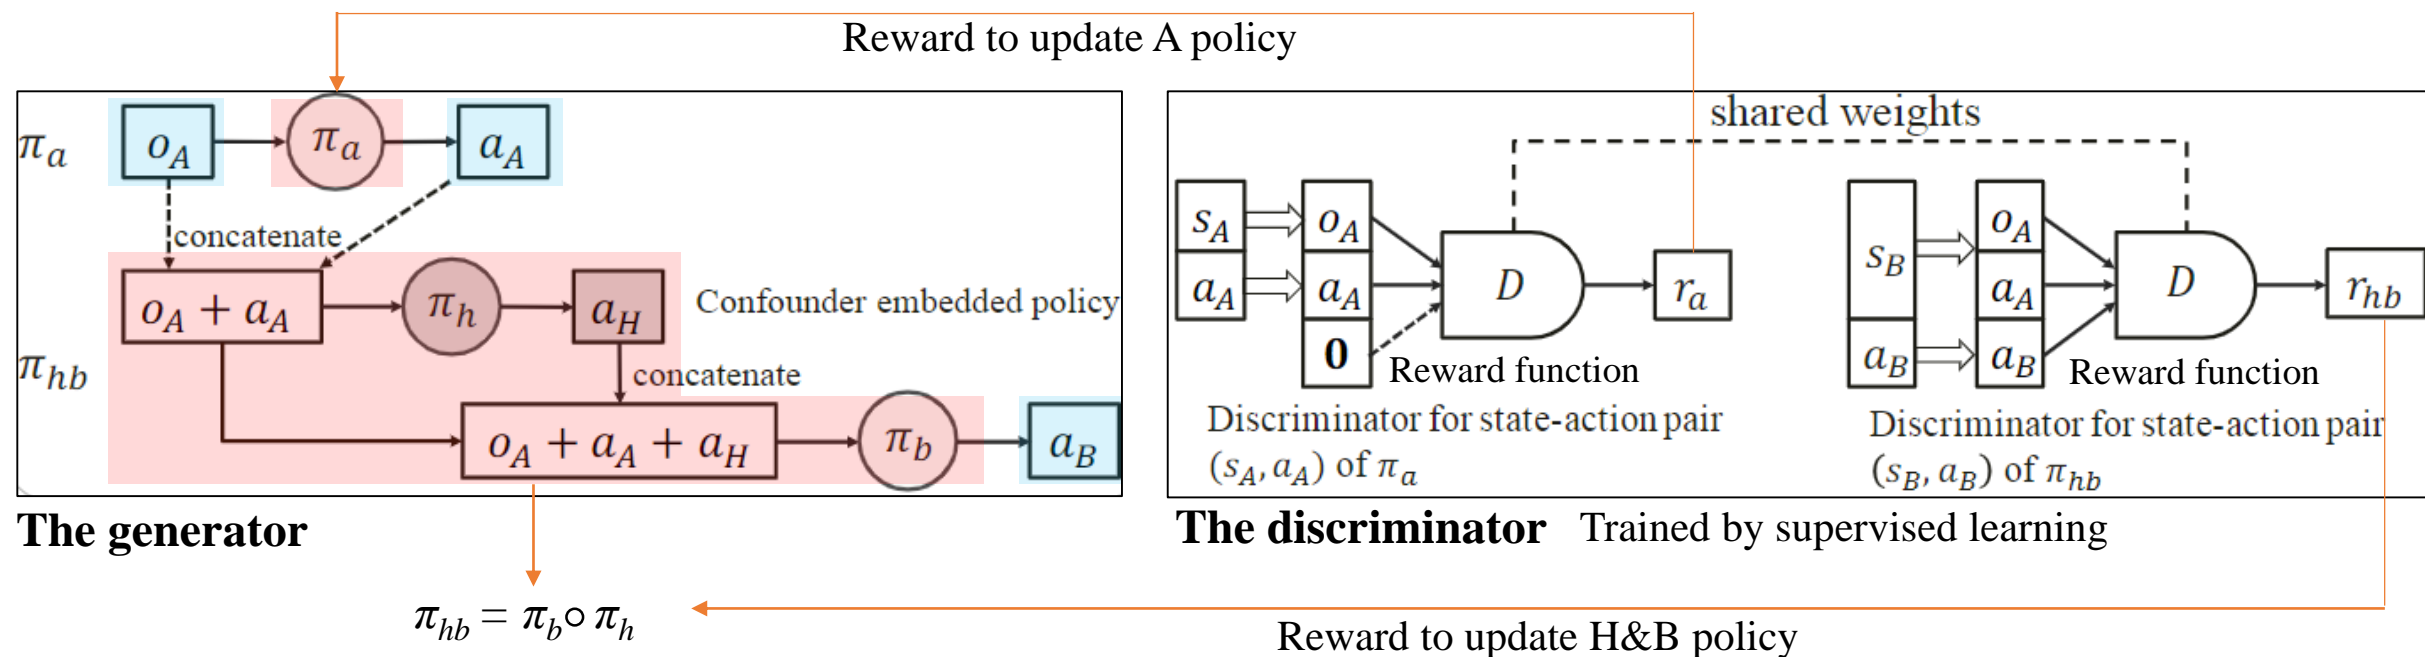 Reward to update A policy
π_a
o_A
π_a
a_A
concatenate
π_hb
o_A + a_A
π_h
a_H
Confounder embedded policy
concatenate
o_A + a_A + a_H
π_b
a_B
The generator
π_hb = π_b ∘ π_h
shared weights
s_A
o_A
a_A
a_A
0
D
r_a
Reward function
Discriminator for state-action pair
(s_A, a_A) of π_a
s_B
o_A
a_A
a_B
a_B
D
r_hb
Reward function
Discriminator for state-action pair
(s_B, a_B) of π_hb
The discriminator Trained by supervised learning
Reward to update H&B policy